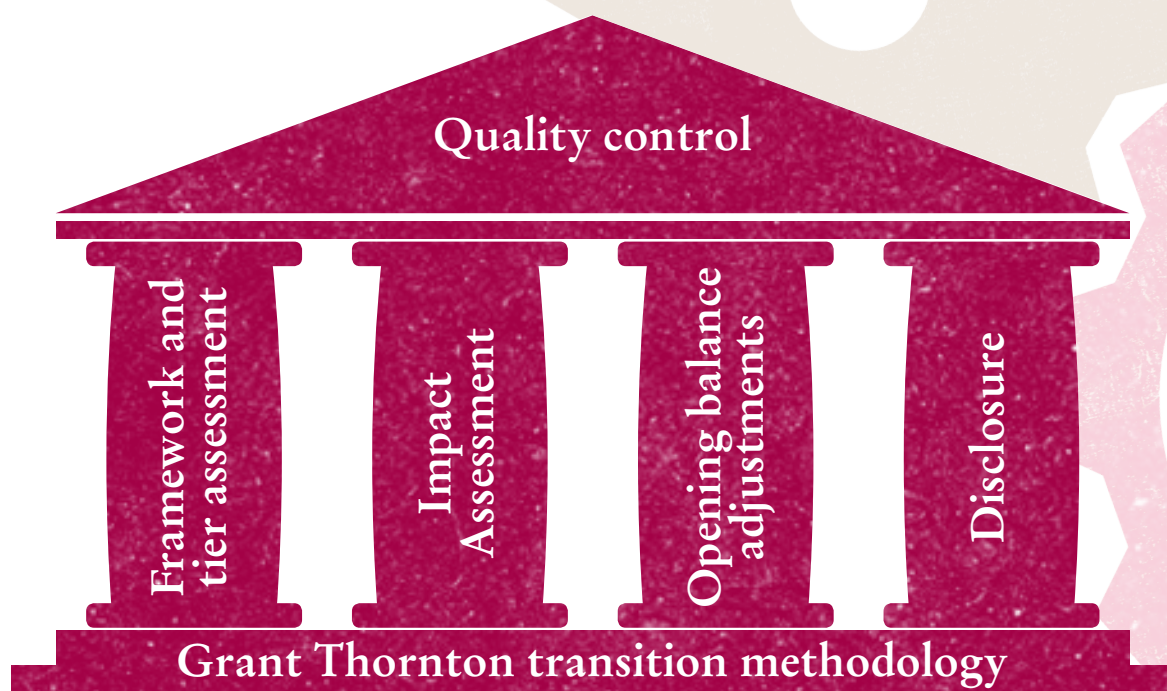 Quality control
Framework and
tier assessment
Impact
Assessment
Opening balance
adjustments
Disclosure
Grant Thornton transition methodology